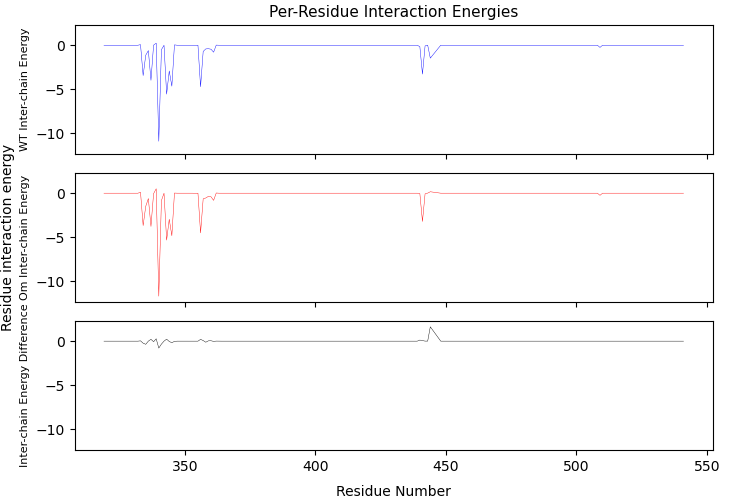 Per-Residue Interaction Energies
WT Inter-chain Energy
0
−5
−10
Residue interaction energy
Om Inter-chain Energy
0
−5
−10
Inter-chain Energy Difference
0
−5
−10
350
400
450
500
550
Residue Number